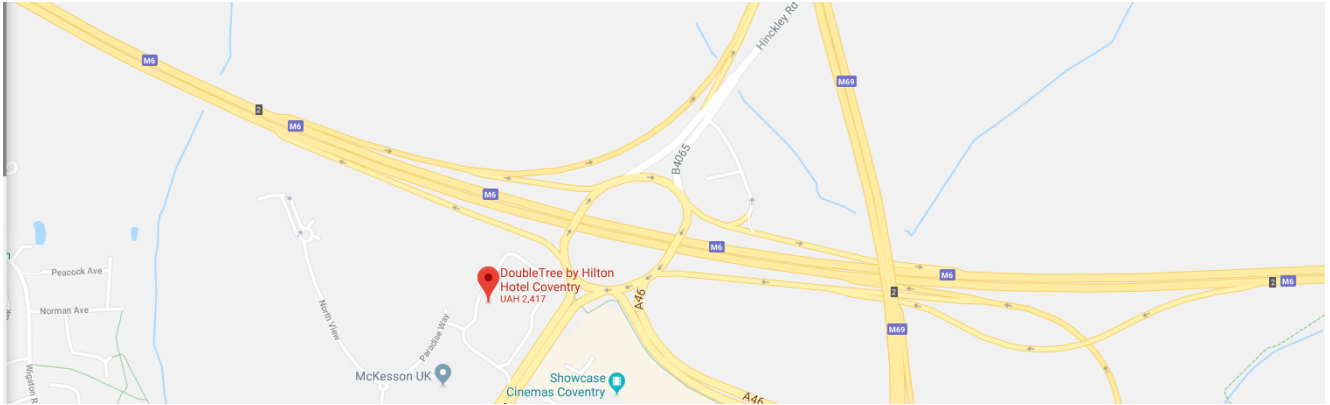 Hinckley Rd
M6
M69
2
M6
B4065
M6
M6
n
Peacock Ave
DoubleTree by Hilton
Hotel Coventry
UAH 2,417
M6
2
2
M6
A46
North View
Norman Ave
Paradise Way
M69
McKesson UK
Showcase
Cinemas Coventry
A46